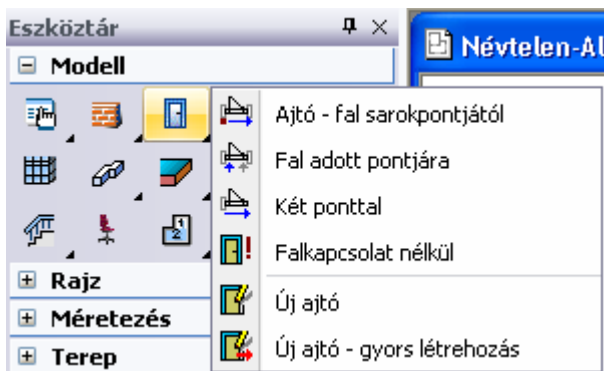 Eszköztár
Névtelen-Al
Modell
Ajtó - fal sarokpontjától
Fal adott pontjára
Két ponttal
Falkapcsolat nélkül
Új ajtó
Új ajtó - gyors létrehozás
Rajz
Méretezés
Terep